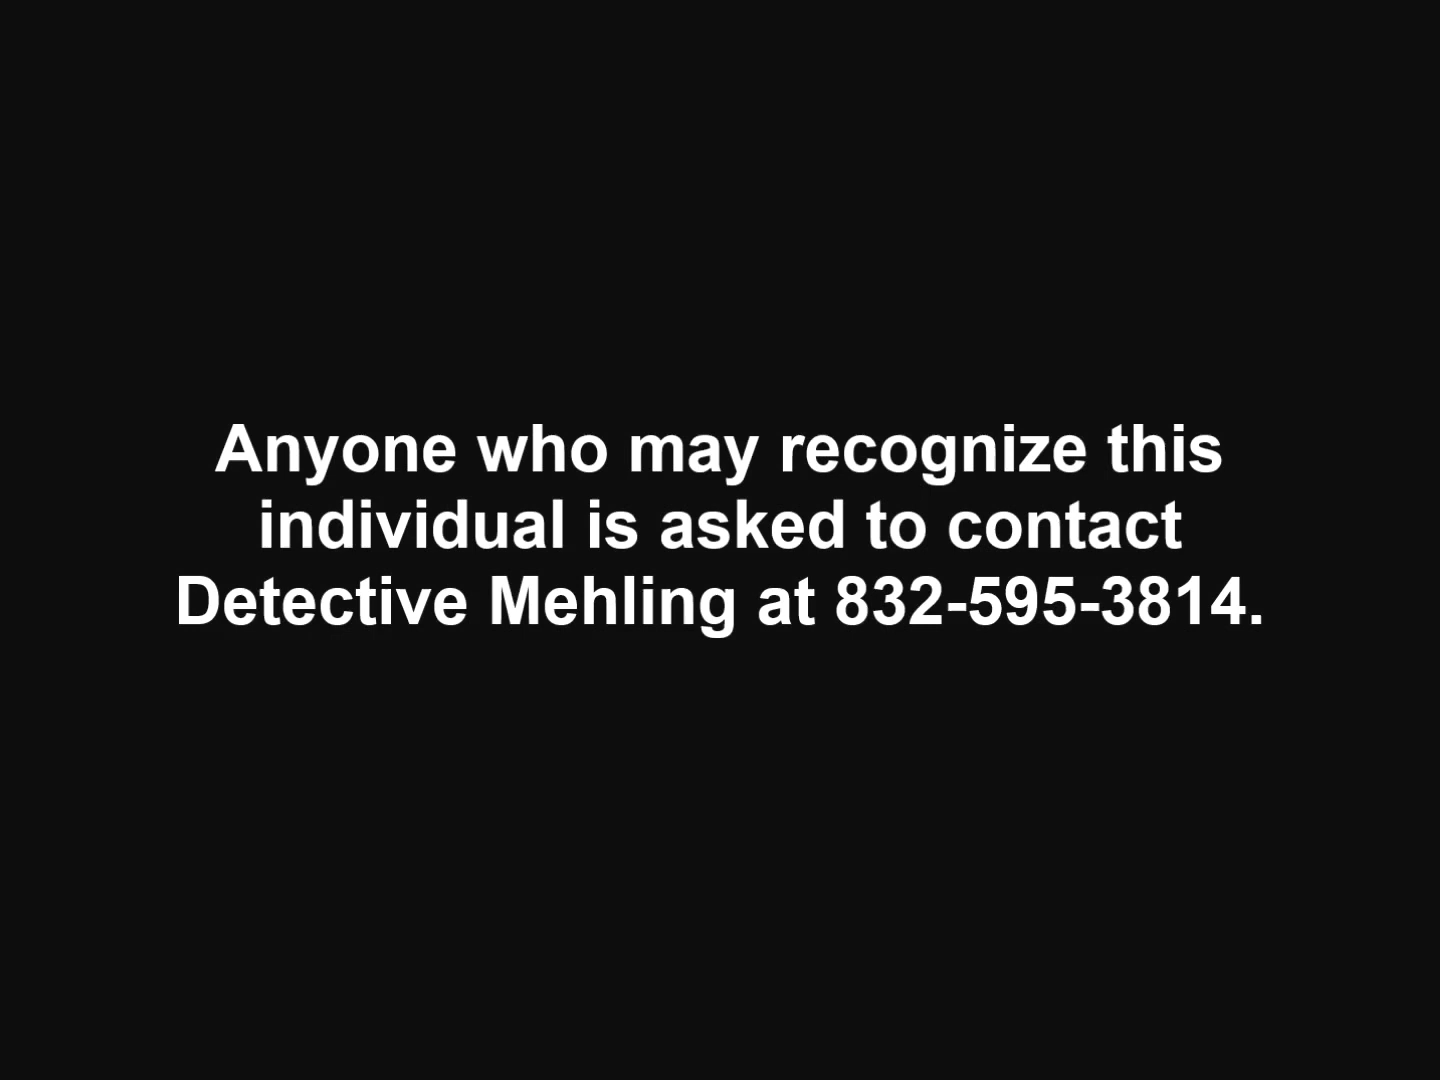 Anyone who may recognize this
individual is asked to contact
Detective Mehling at 832-595-3814.